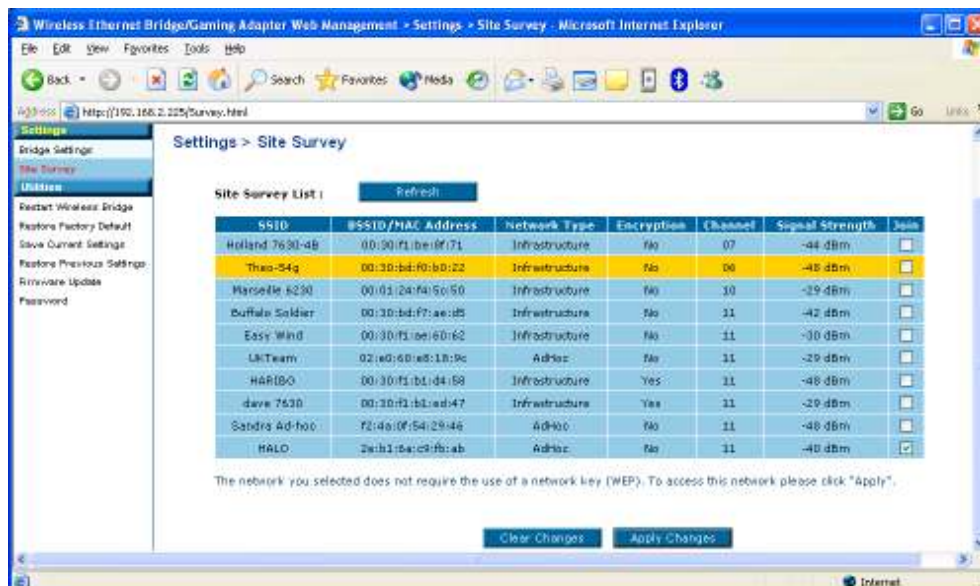 Wireless Ethernet Bridge/Gaming Adapter Web Management > Settings > Site Survey - Microsoft Internet Explorer
File Edit View Favorites Tools Help
Back Search Favorites Media
Address http://192.168.2.225/Survey.html Go Links
Settings
Bridge Settings
Site Survey
Utilities
Restart Wireless Bridge
Restore Factory Default
Save Current Settings
Restore Previous Settings
Firmware Update
Password
Settings > Site Survey
Site Survey List : Refresh
SSID BSSID/MAC Address Network Type Encryption Channel Signal Strength Join
Holland 7630-4B 00:30:f1:be:8f:71 Infrastructure No 07 -44 dBm
Theo-54g 00:30:bd:f0:b0:22 Infrastructure No 06 -48 dBm
Marseille 6230 00:01:24:f4:5c:50 Infrastructure No 10 -29 dBm
Buffalo Soldier 00:30:bd:f7:ae:d5 Infrastructure No 11 -42 dBm
Easy Wind 00:30:f1:ae:60:62 Infrastructure No 11 -30 dBm
UKTeam 02:e0:60:e8:18:9c AdHoc No 11 -29 dBm
HARIBO 00:30:f1:b1:d4:58 Infrastructure Yes 11 -48 dBm
dave 7630 00:30:f1:b1:ed:47 Infrastructure Yes 11 -29 dBm
Sandra Ad-hoc f2:4a:0f:54:29:46 AdHoc No 11 -48 dBm
HALO 2e:b1:6a:c9:fb:ab AdHoc No 11 -40 dBm
The network you selected does not require the use of a network key (WEP). To access this network please click "Apply".
Clear Changes Apply Changes
Internet